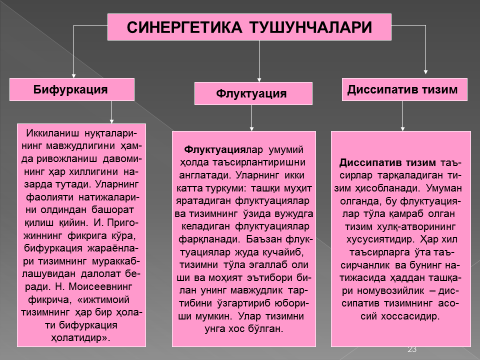 СИНЕРГЕТИКА ТУШУНЧАЛАРИ
Бифуркация
Флуктуация
Диссипатив тизим
Иккиланиш нуқталари-
нинг мавжудлигини ҳам-
да ривожланиш давоми-
нинг ҳар хиллигини на-
зарда тутади. Уларнинг
фаолияти натижалари-
ни олдиндан башорат
қилиш қийин. И. Приго-
жиннинг фикрига кўра,
бифуркация жараёнла-
ри тизимнинг мураккаб-
лашувидан далолат бе-
ради. Н. Моисеевнинг
фикрича, «ижтимоий
тизимнинг ҳар бир ҳола-
ти бифуркация
ҳолатидир».
Флуктуациялар умумий
ҳолда таъсирлантиришни
англатади. Уларнинг икки
катта туркуми: ташқи муҳит
яратадиган флуктуациялар
ва тизимнинг ўзида вужудга
келадиган флуктуациялар
фарқланади. Баъзан флук-
туациялар жуда кучайиб,
тизимни тўла эгаллаб оли
ши ва моҳият эътибори би-
лан унинг мавжудлик тар-
тибини ўзгартириб юбори-
ши мумкин. Улар тизимни
унга хос бўлган.
Диссипатив тизим таъ-
сирлар тарқаладиган ти-
зим ҳисобланади. Умуман
олганда, бу флуктуация-
лар тўла қамраб олган
тизим хулқ-атворининг
хусусиятидир. Ҳар хил
таъсирларга ўта таъ-
сирчанлик ва бунинг на-
тижасида ҳаддан ташқа-
ри номувозийлик – дис-
сипатив тизимнинг асо-
сий хоссасидир.
23